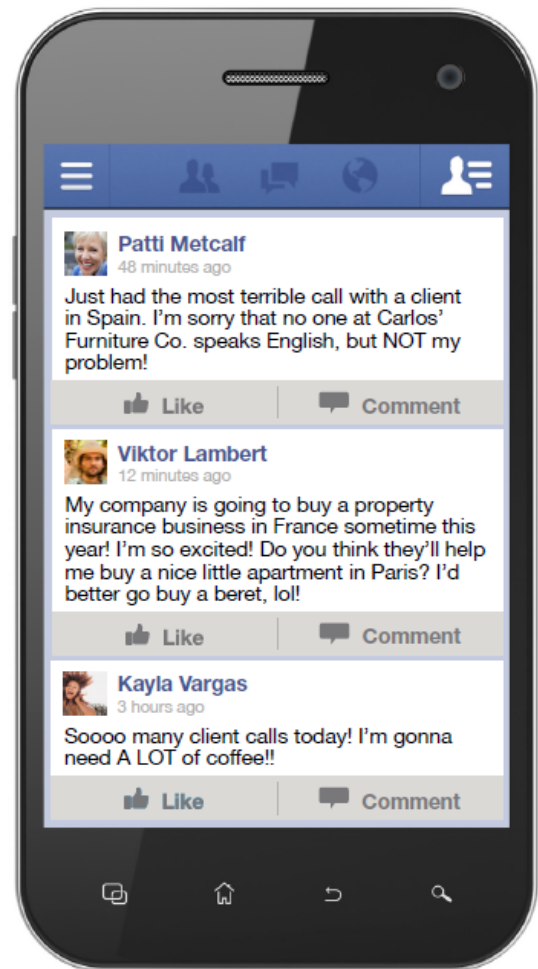 Patti Metcalf
48 minutes ago
Just had the most terrible call with a client
in Spain. I'm sorry that no one at Carlos'
Furniture Co. speaks English, but NOT my
problem!
Like
Comment
Viktor Lambert
12 minutes ago
My company is going to buy a property
insurance business in France sometime this
year! I'm so excited! Do you think they'll help
me buy a nice little apartment in Paris? I'd
better go buy a beret, lol!
Like
Comment
Kayla Vargas
3 hours ago
Soooo many client calls today! I'm gonna
need A LOT of coffee!!
Like
Comment